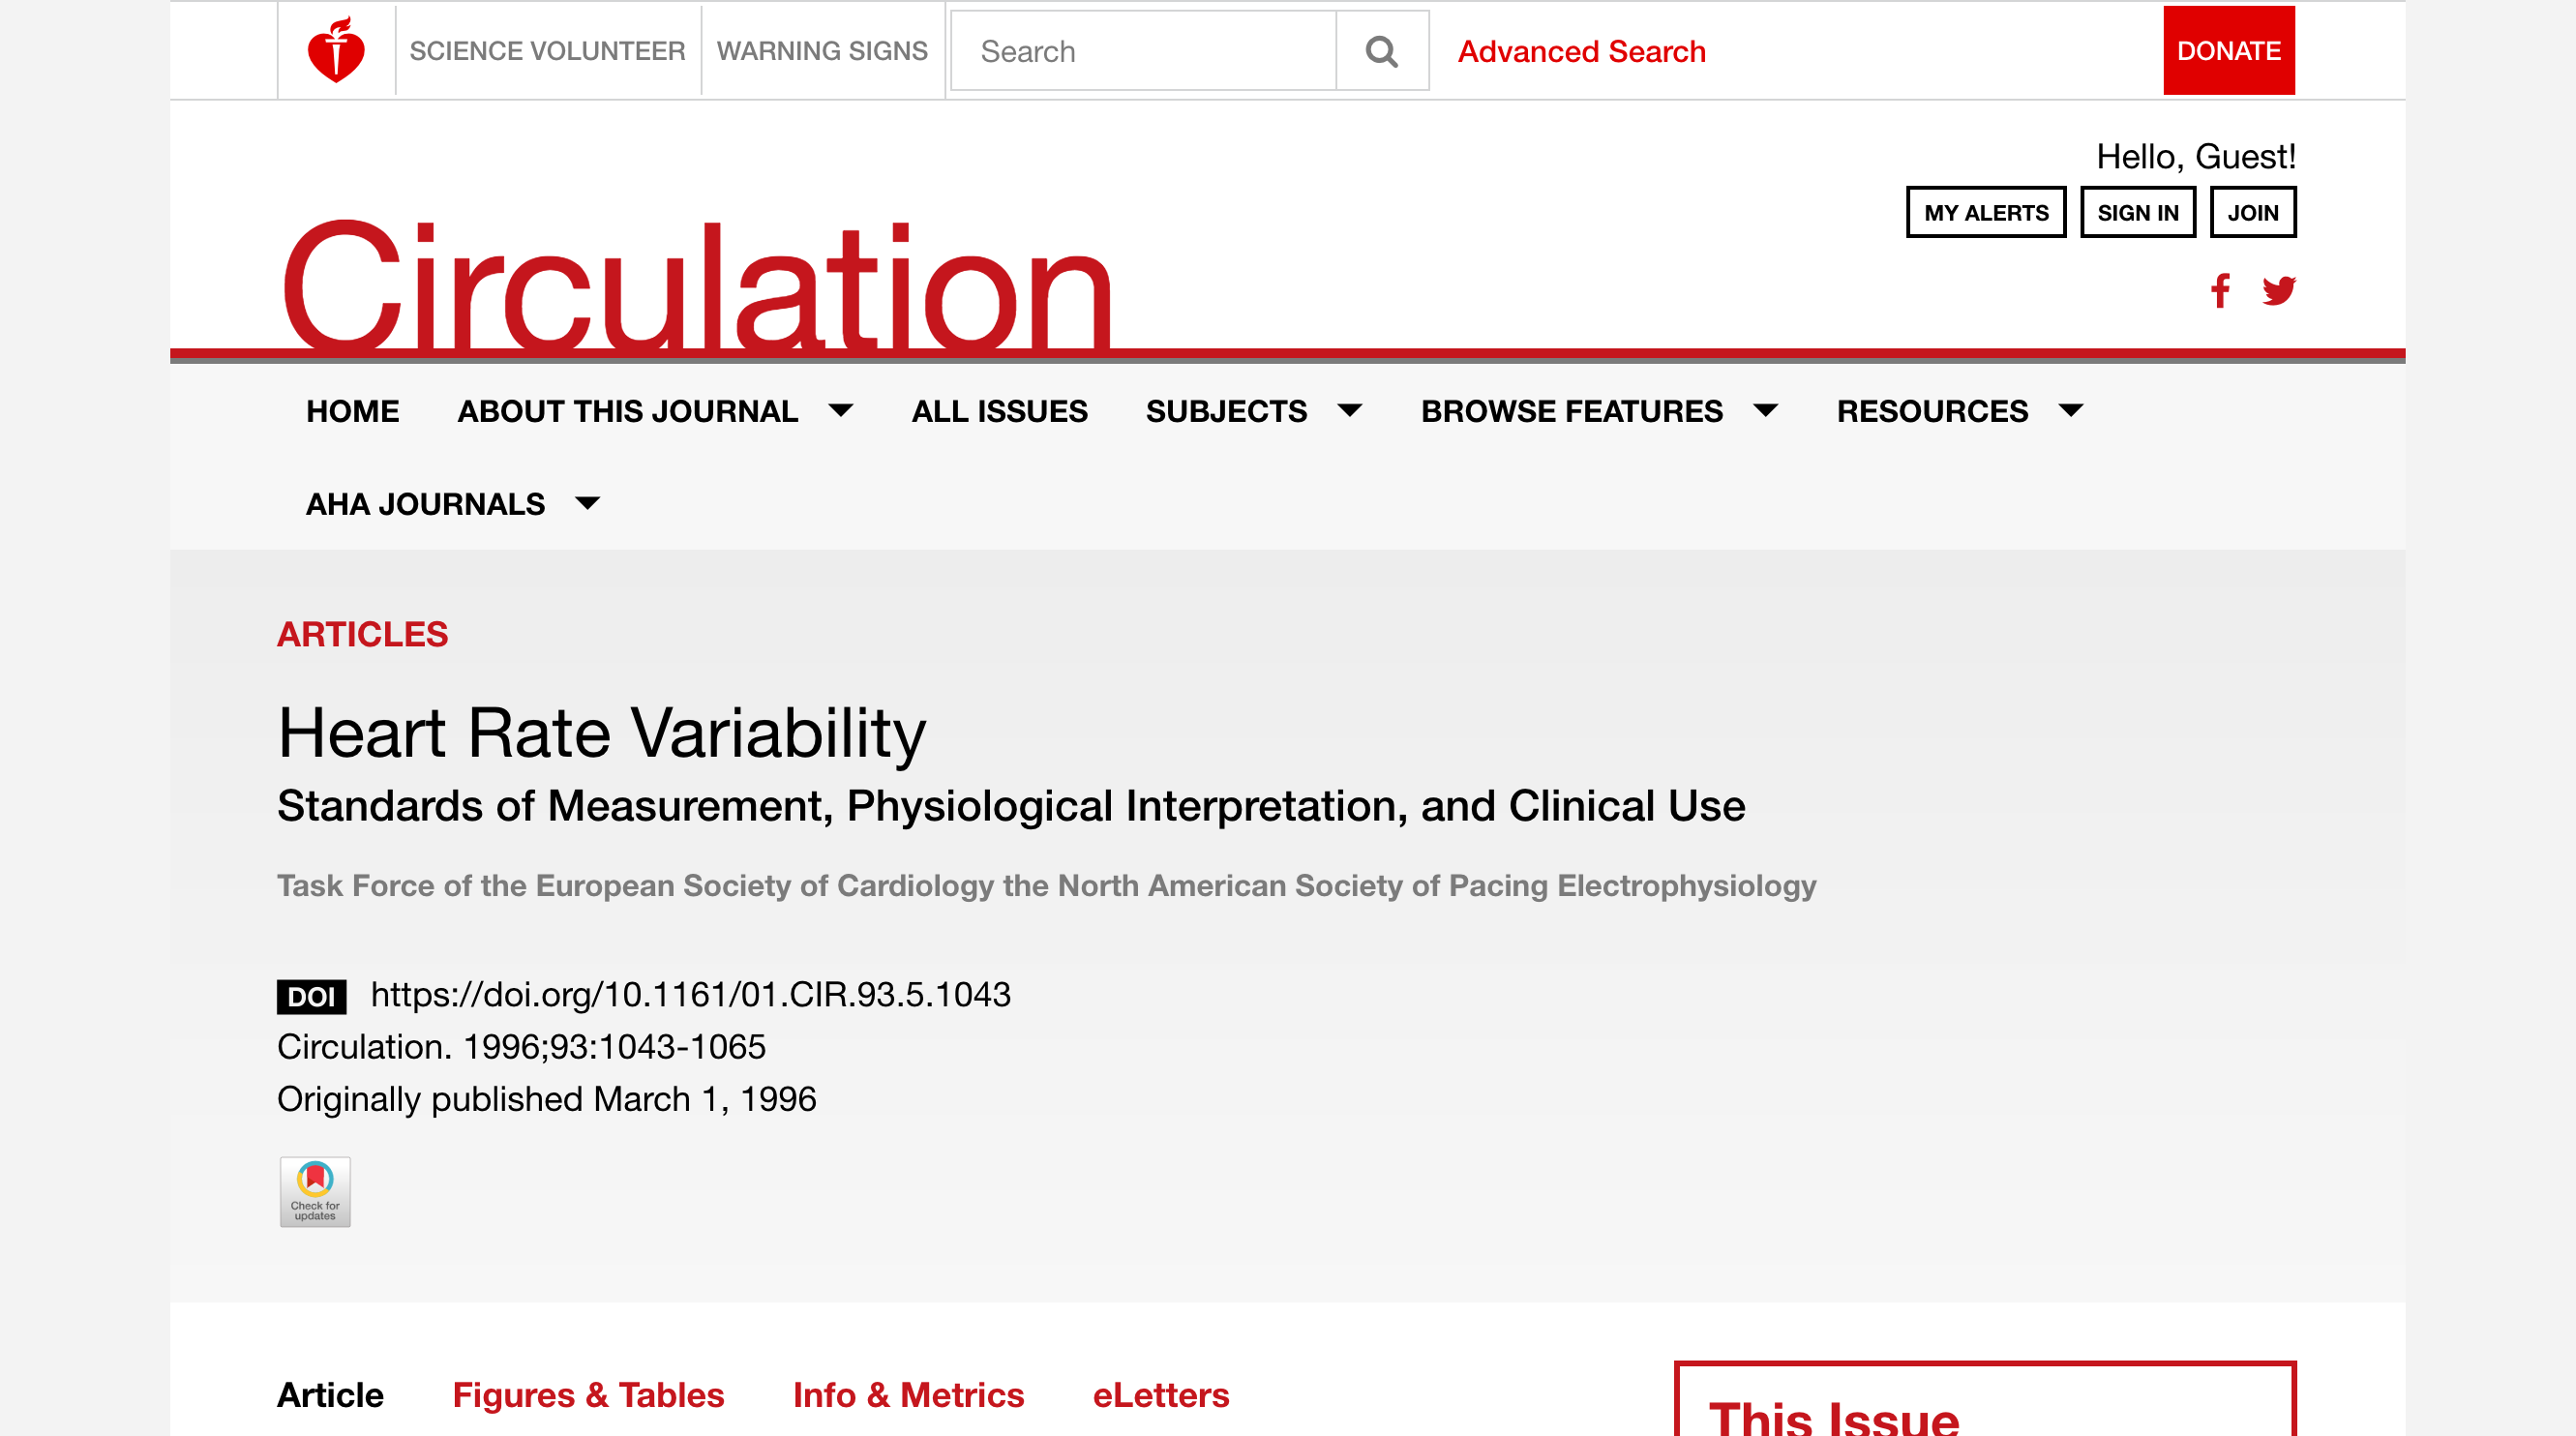 SCIENCE VOLUNTEER WARNING SIGNS Search Advanced Search DONATE
Hello, Guest!
MY ALERTS SIGN IN JOIN
Circulation
HOME ABOUT THIS JOURNAL ALL ISSUES SUBJECTS BROWSE FEATURES RESOURCES
AHA JOURNALS
ARTICLES
Heart Rate Variability
Standards of Measurement, Physiological Interpretation, and Clinical Use
Task Force of the European Society of Cardiology the North American Society of Pacing Electrophysiology
DOI https://doi.org/10.1161/01.CIR.93.5.1043
Circulation. 1996;93:1043-1065
Originally published March 1, 1996
Check for
updates
Article Figures & Tables Info & Metrics eLetters
This Issue